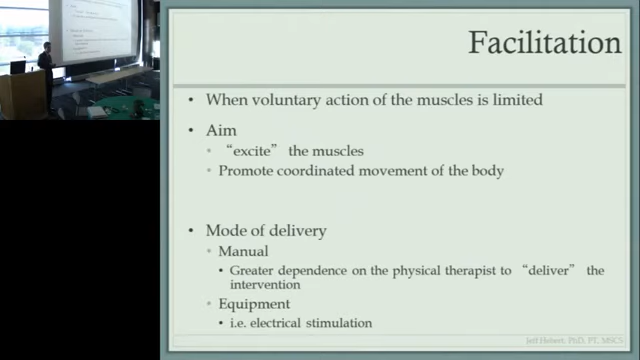 Facilitation
• When voluntary action of the muscles is limited
• Aim
• “excite” the muscles
• Promote coordinated movement of the body
• Mode of delivery
• Manual
• Greater dependence on the physical therapist to “deliver” the
intervention
• Equipment
• i.e. electrical stimulation
Jeff Hebert, PhD, PT, MSCS